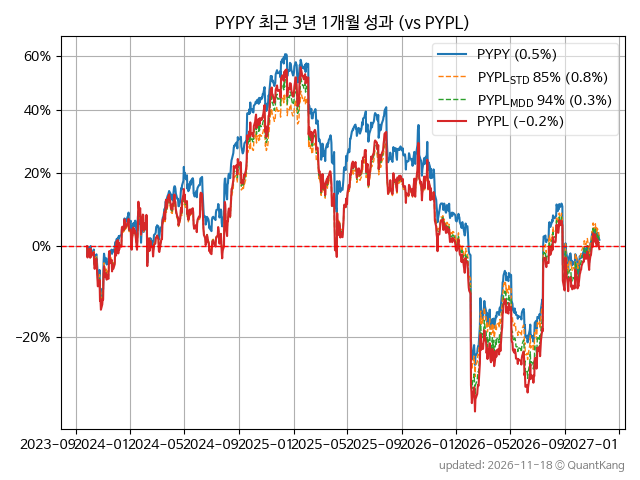 PYPY 최근 3년 1개월 성과 (vs PYPL)
60%
40%
20%
0%
−20%
PYPY (0.5%)
PYPLSTD 85% (0.8%)
PYPLMDD 94% (0.3%)
PYPL (−0.2%)
2023-09 2024-01 2024-05 2024-09 2025-01 2025-05 2025-09 2026-01 2026-05 2026-09 2027-01
updated: 2026-11-18 © QuantKang